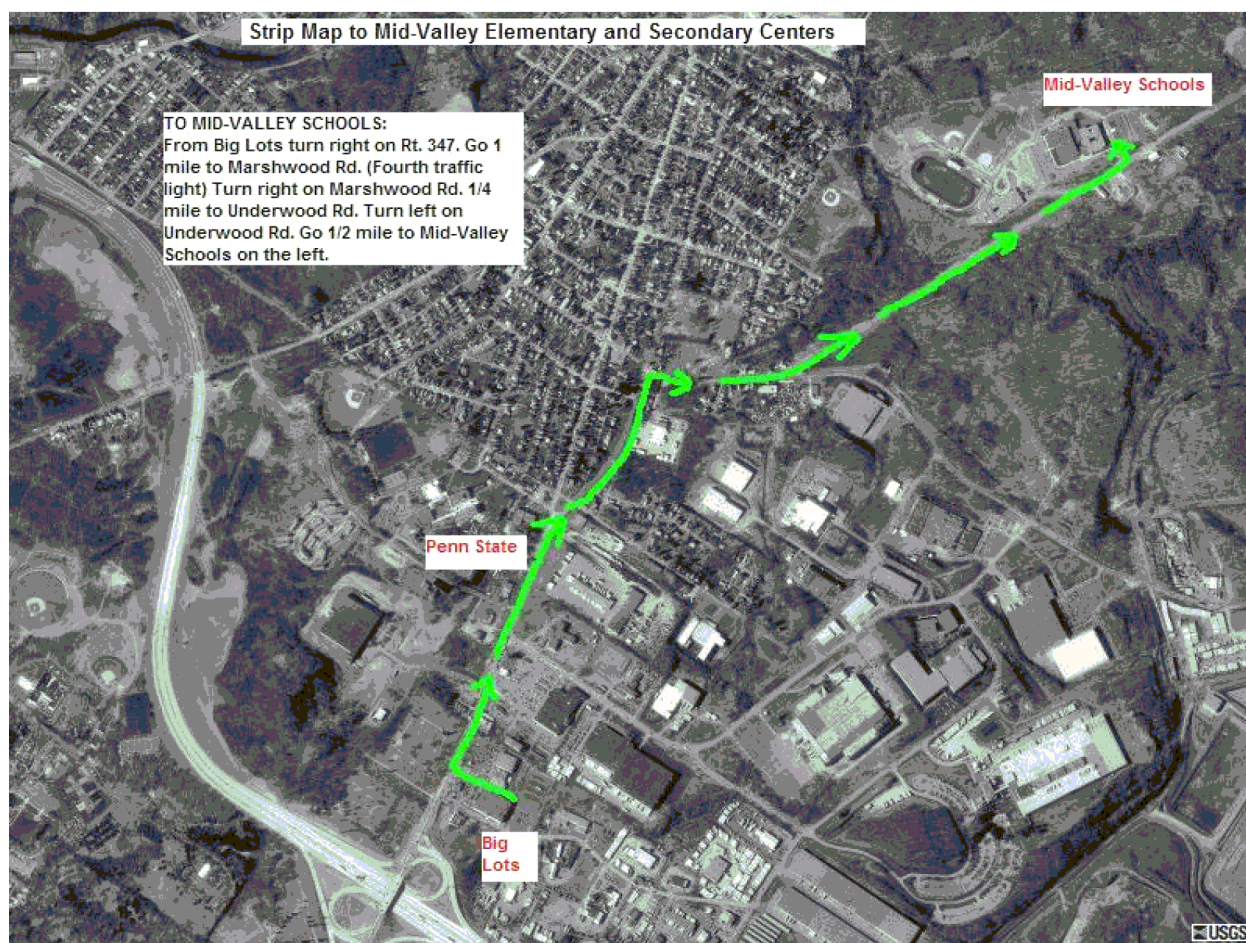 Strip Map to Mid-Valley Elementary and Secondary Centers
Mid-Valley Schools
TO MID-VALLEY SCHOOLS:
From Big Lots turn right on Rt. 347. Go 1
mile to Marshwood Rd. (Fourth traffic
light) Turn right on Marshwood Rd. 1/4
mile to Underwood Rd. Turn left on
Underwood Rd. Go 1/2 mile to Mid-Valley
Schools on the left.
Penn State
Big
Lots
USGS